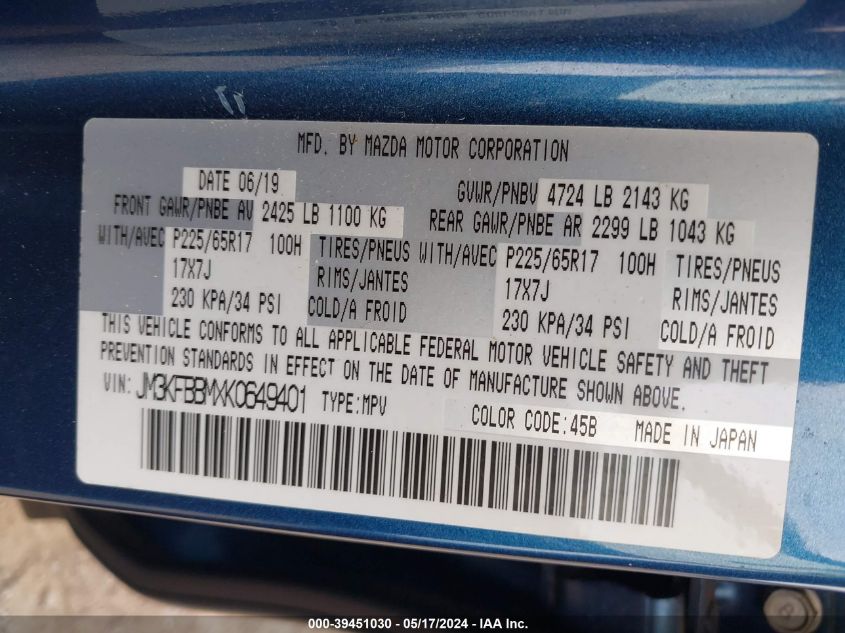 MFD. BY MAZDA MOTOR CORPORATION
DATE 06/19 GVWR/PNBV 4724 LB 2143 KG
FRONT GAWR/PNBE AV 2425 LB 1100 KG REAR GAWR/PNBE AR 2299 LB 1043 KG
WITH/AVEC P225/65R17 100H TIRES/PNEUS WITH/AVEC P225/65R17 100H TIRES/PNEUS
17X7J RIMS/JANTES 17X7J RIMS/JANTES
230 KPA/34 PSI COLD/A FROID 230 KPA/34 PSI COLD/A FROID
THIS VEHICLE CONFORMS TO ALL APPLICABLE FEDERAL MOTOR VEHICLE SAFETY AND THEFT
PREVENTION STANDARDS IN EFFECT ON THE DATE OF MANUFACTURE SHOWN ABOVE.
VIN: JM3KFBBMXK0649401 TYPE:MPV COLOR CODE:45B MADE IN JAPAN
000-39451030 - 05/17/2024 - IAA Inc.